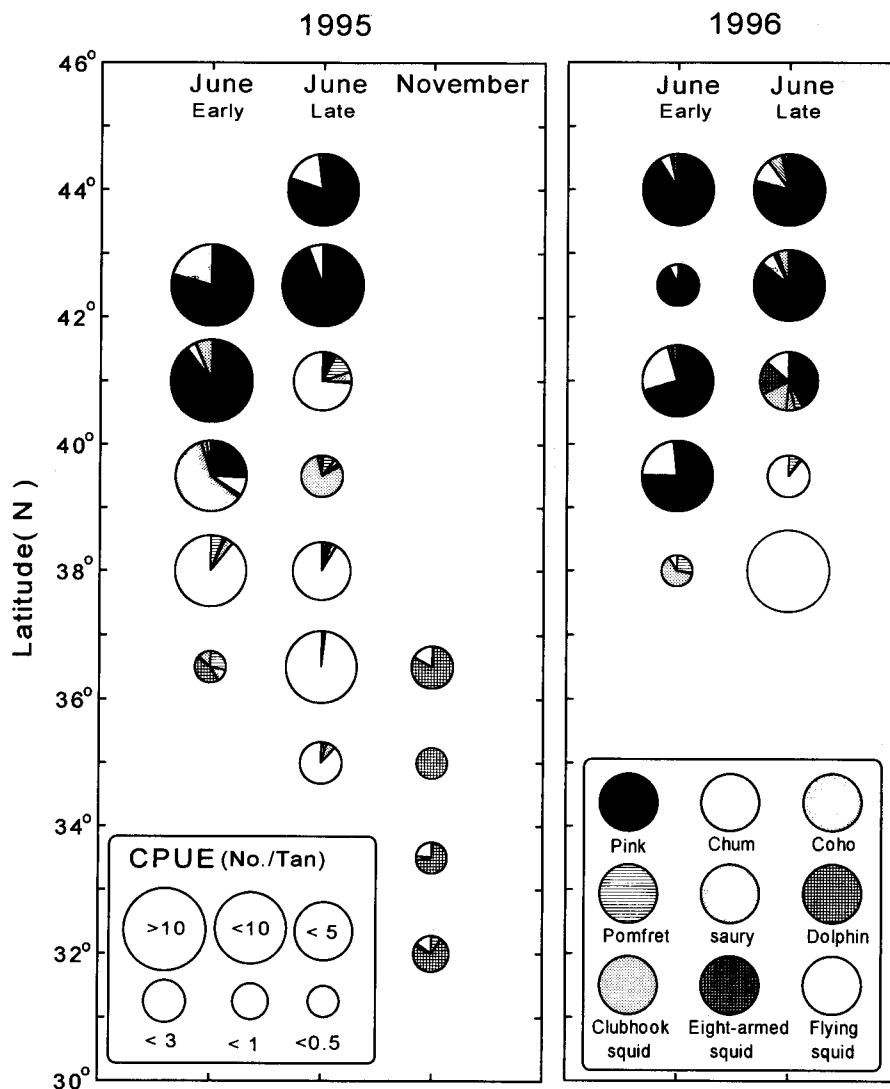 1995
1996
46°
44°
42°
40°
38°
36°
34°
32°
30°
Latitude( N )
June
Early
June
Late
November
June
Early
June
Late
CPUE (No./Tan)
>10
<10
< 5
< 3
< 1
<0.5
Pink
Chum
Coho
Pomfret
saury
Dolphin
Clubhook
squid
Eight-armed
squid
Flying
squid